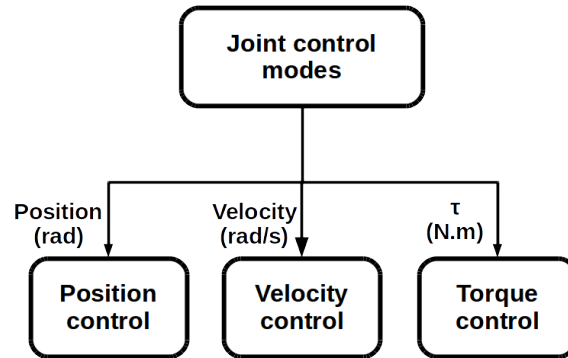 Joint control
modes
Position
(rad)
Velocity
(rad/s)
τ
(N.m)
Position
control
Velocity
control
Torque
control